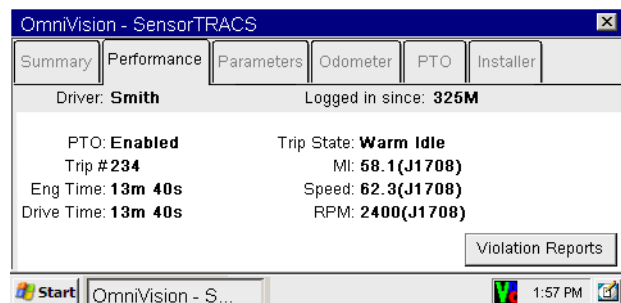 OmniVision - SensorTRACS
Summary Performance Parameters Odometer PTO Installer
Driver: Smith Logged in since: 325M
PTO: Enabled Trip State: Warm Idle
Trip #234 MI: 58.1(J1708)
Eng Time: 13m 40s Speed: 62.3(J1708)
Drive Time: 13m 40s RPM: 2400(J1708)
Violation Reports
Start OmniVision - S... 1:57 PM